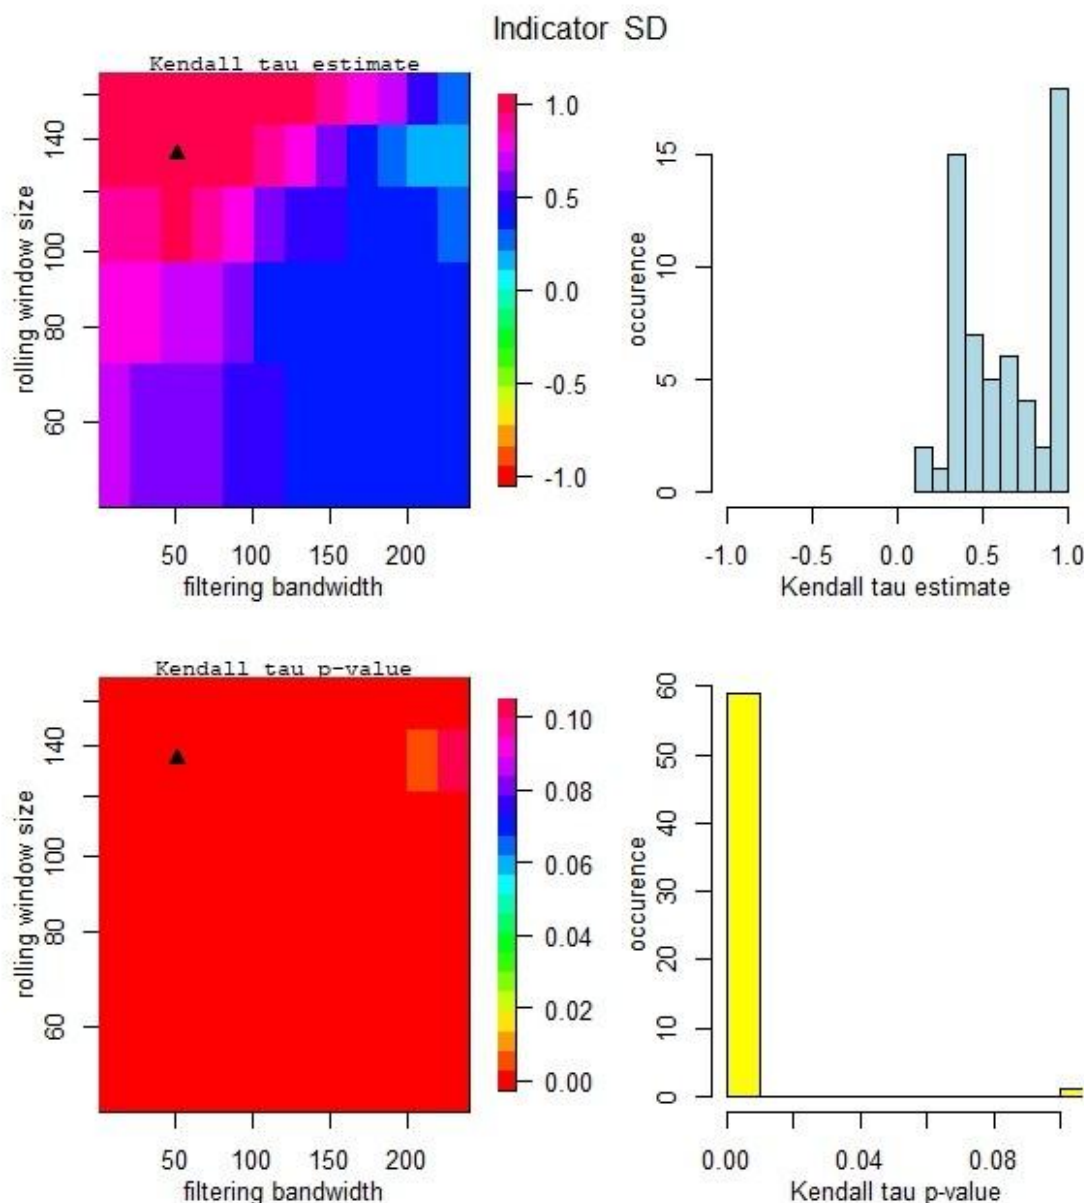 Indicator SD
Kendall tau estimate
rolling window size
60
80
100
140
50 100 150 200
filtering bandwidth
1.0
0.5
0.0
-0.5
-1.0
occurence
0 5 10 15
-1.0 -0.5 0.0 0.5 1.0
Kendall tau estimate
Kendall tau p-value
rolling window size
60
80
100
140
50 100 150 200
filtering bandwidth
0.10
0.08
0.06
0.04
0.02
0.00
occurence
0 10 20 30 40 50 60
0.00 0.04 0.08
Kendall tau p-value